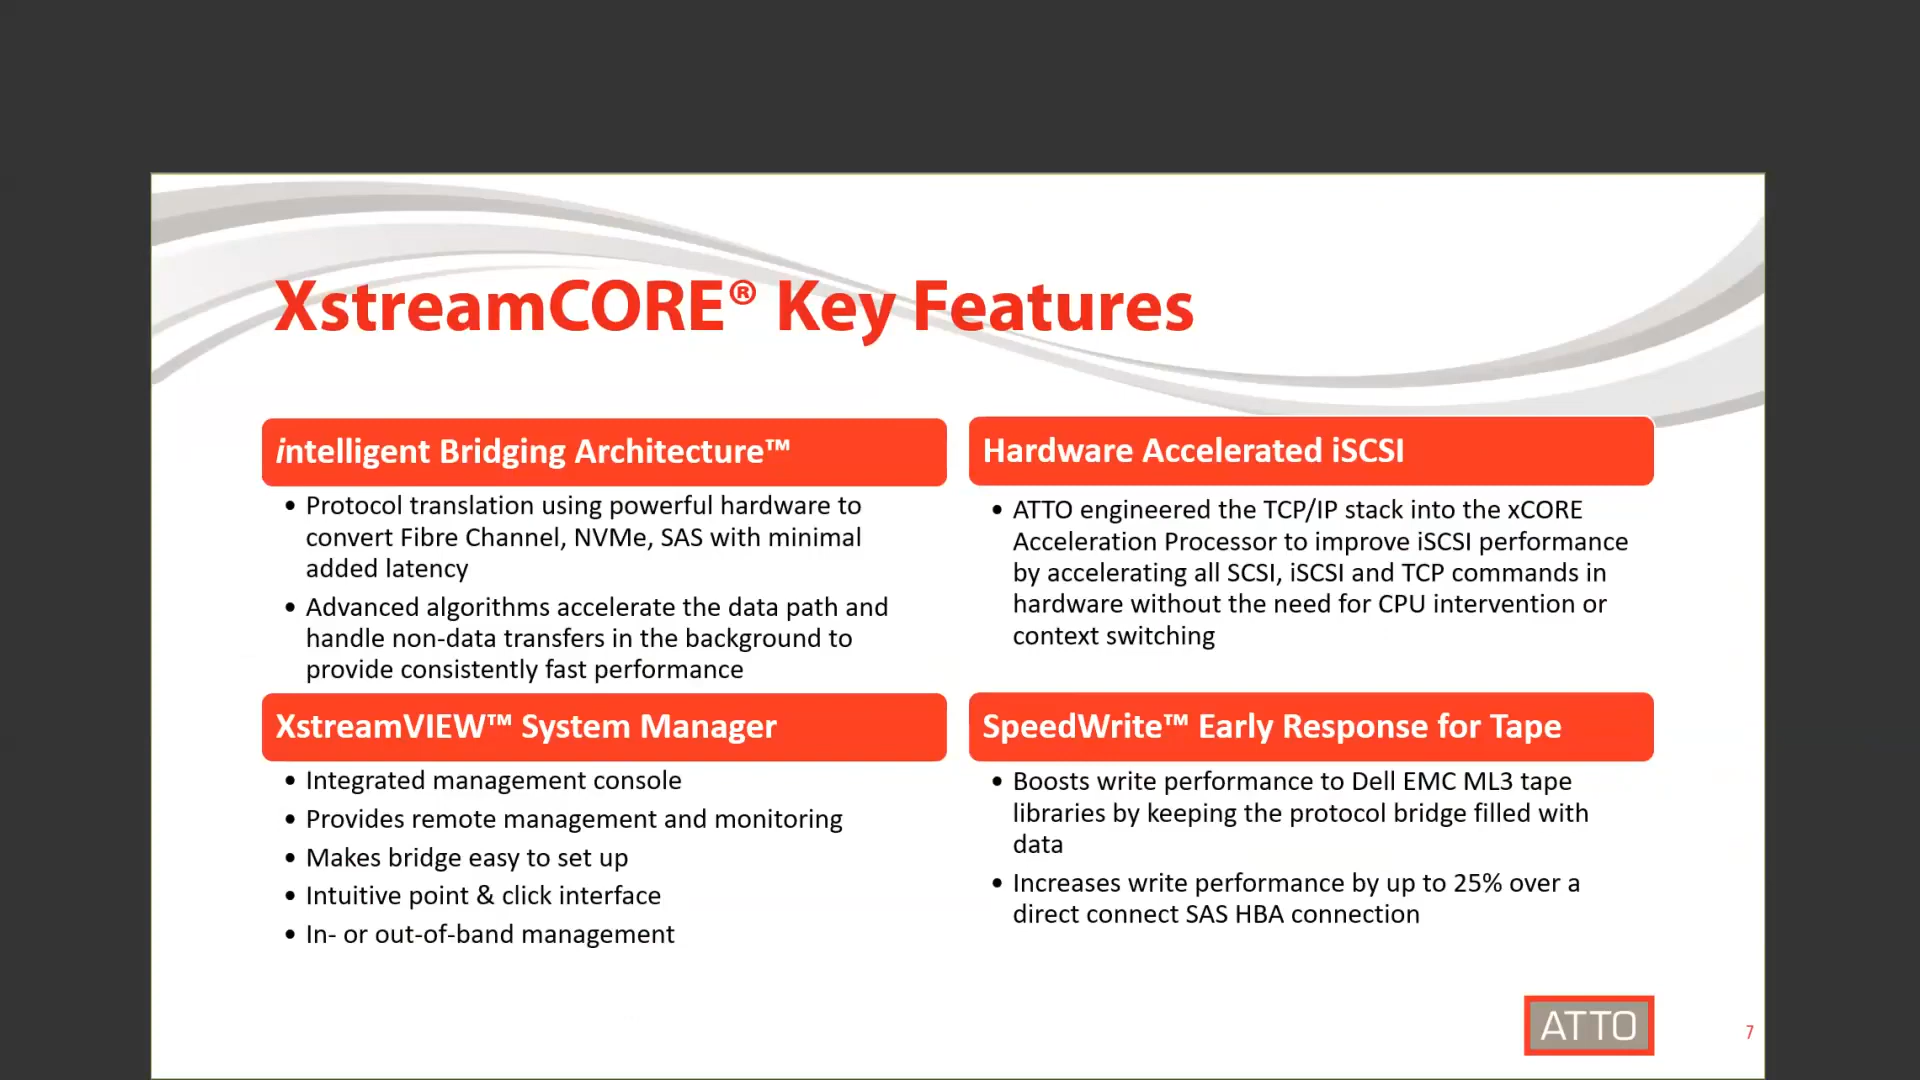 XstreamCORE® Key Features
intelligent Bridging Architecture™
• Protocol translation using powerful hardware to
convert Fibre Channel, NVMe, SAS with minimal
added latency
• Advanced algorithms accelerate the data path and
handle non-data transfers in the background to
provide consistently fast performance
Hardware Accelerated iSCSI
• ATTO engineered the TCP/IP stack into the xCORE
Acceleration Processor to improve iSCSI performance
by accelerating all SCSI, iSCSI and TCP commands in
hardware without the need for CPU intervention or
context switching
XstreamVIEW™ System Manager
• Integrated management console
• Provides remote management and monitoring
• Makes bridge easy to set up
• Intuitive point & click interface
• In- or out-of-band management
SpeedWrite™ Early Response for Tape
• Boosts write performance to Dell EMC ML3 tape
libraries by keeping the protocol bridge filled with
data
• Increases write performance by up to 25% over a
direct connect SAS HBA connection
ATTO
7